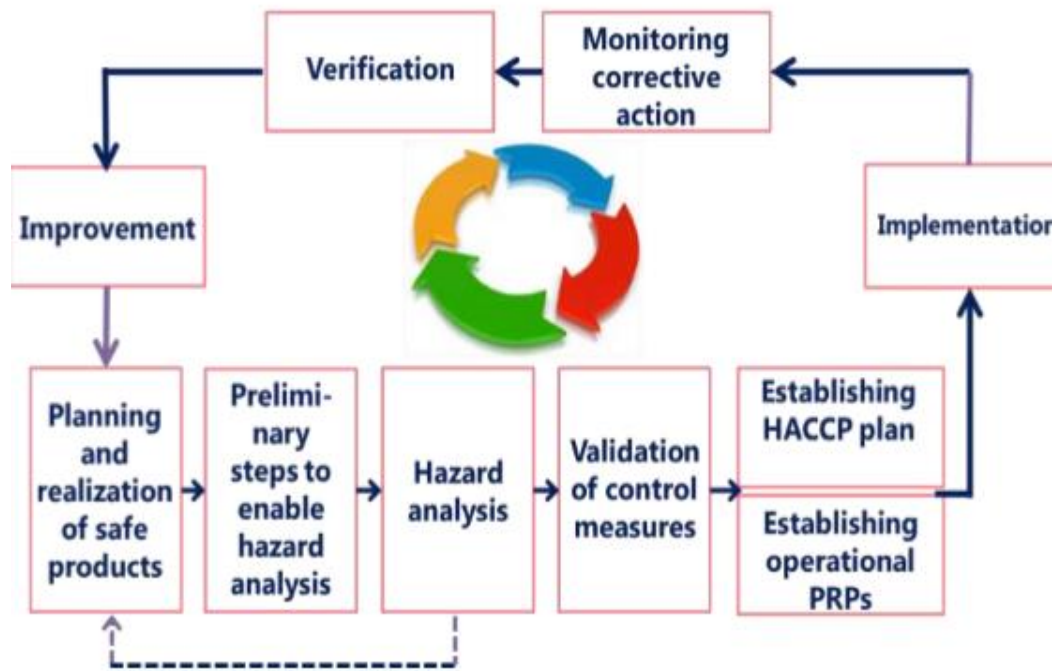 Verification
Monitoring
corrective
action
Improvement
Implementation
Planning
and
realization
of safe
products
Prelimi-
nary
steps to
enable
hazard
analysis
Hazard
analysis
Validation
of control
measures
Establishing
HACCP plan
Establishing
operational
PRPs